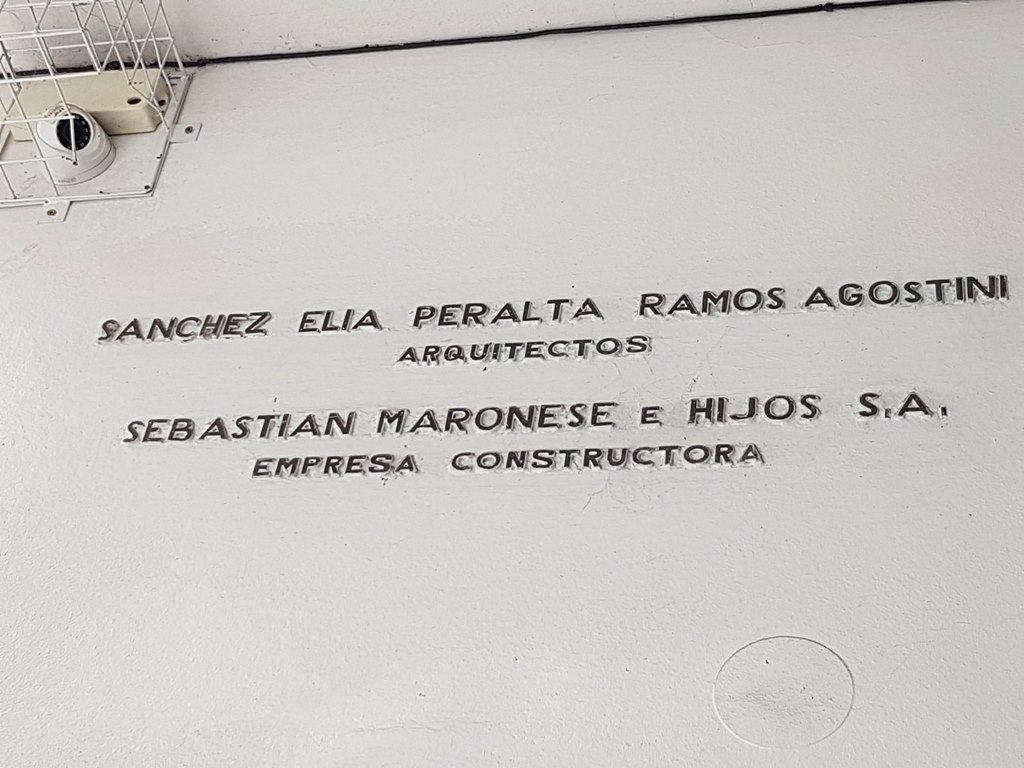 SANCHEZ ELIA PERALTA RAMOS AGOSTINI
ARQUITECTOS
SEBASTIAN MARONESE E HIJOS S.A.
EMPRESA CONSTRUCTORA